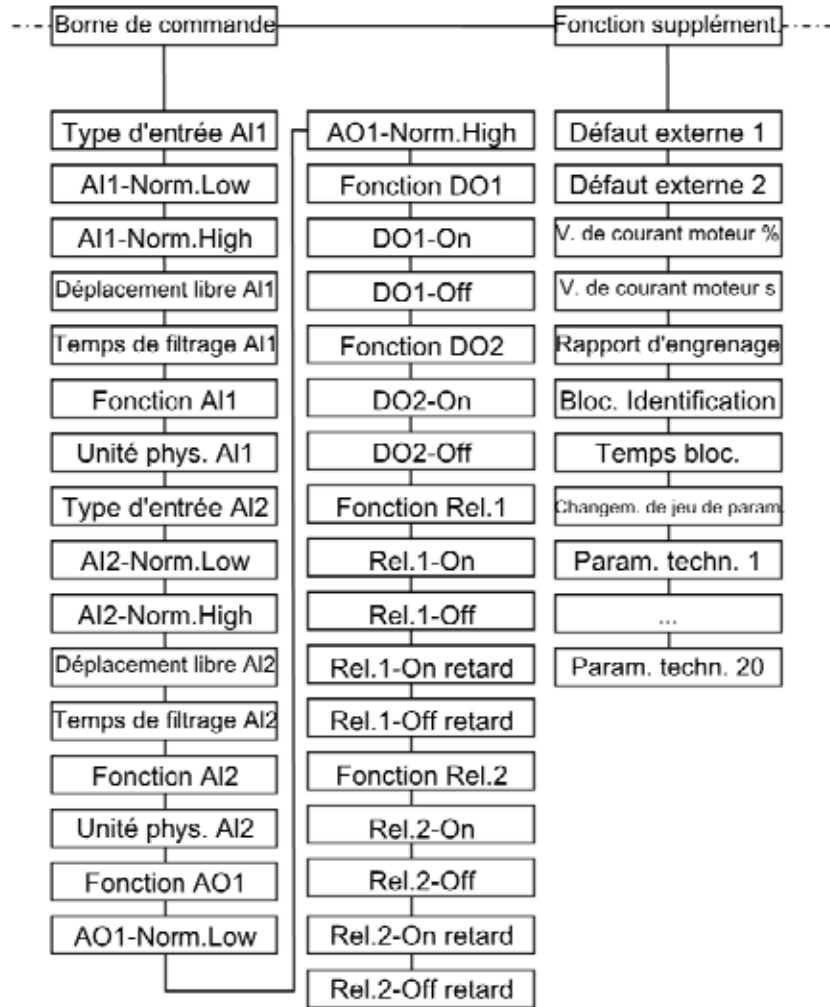 Borne de commande
Type d'entrée AI1
AI1-Norm.Low
AI1-Norm.High
Déplacement libre AI1
Temps de filtrage AI1
Fonction AI1
Unité phys. AI1
Type d'entrée AI2
AI2-Norm.Low
AI2-Norm.High
Déplacement libre AI2
Temps de filtrage AI2
Fonction AI2
Unité phys. AI2
Fonction AO1
AO1-Norm.Low
AO1-Norm.High
Fonction DO1
DO1-On
DO1-Off
Fonction DO2
DO2-On
DO2-Off
Fonction Rel.1
Rel.1-On
Rel.1-Off
Rel.1-On retard
Rel.1-Off retard
Fonction Rel.2
Rel.2-On
Rel.2-Off
Rel.2-On retard
Rel.2-Off retard
Fonction supplément.
Défaut externe 1
Défaut externe 2
V. de courant moteur %
V. de courant moteur s
Rapport d'engrenage
Bloc. Identification
Temps bloc.
Changem. de jeu de param.
Param. techn. 1
...
Param. techn. 20